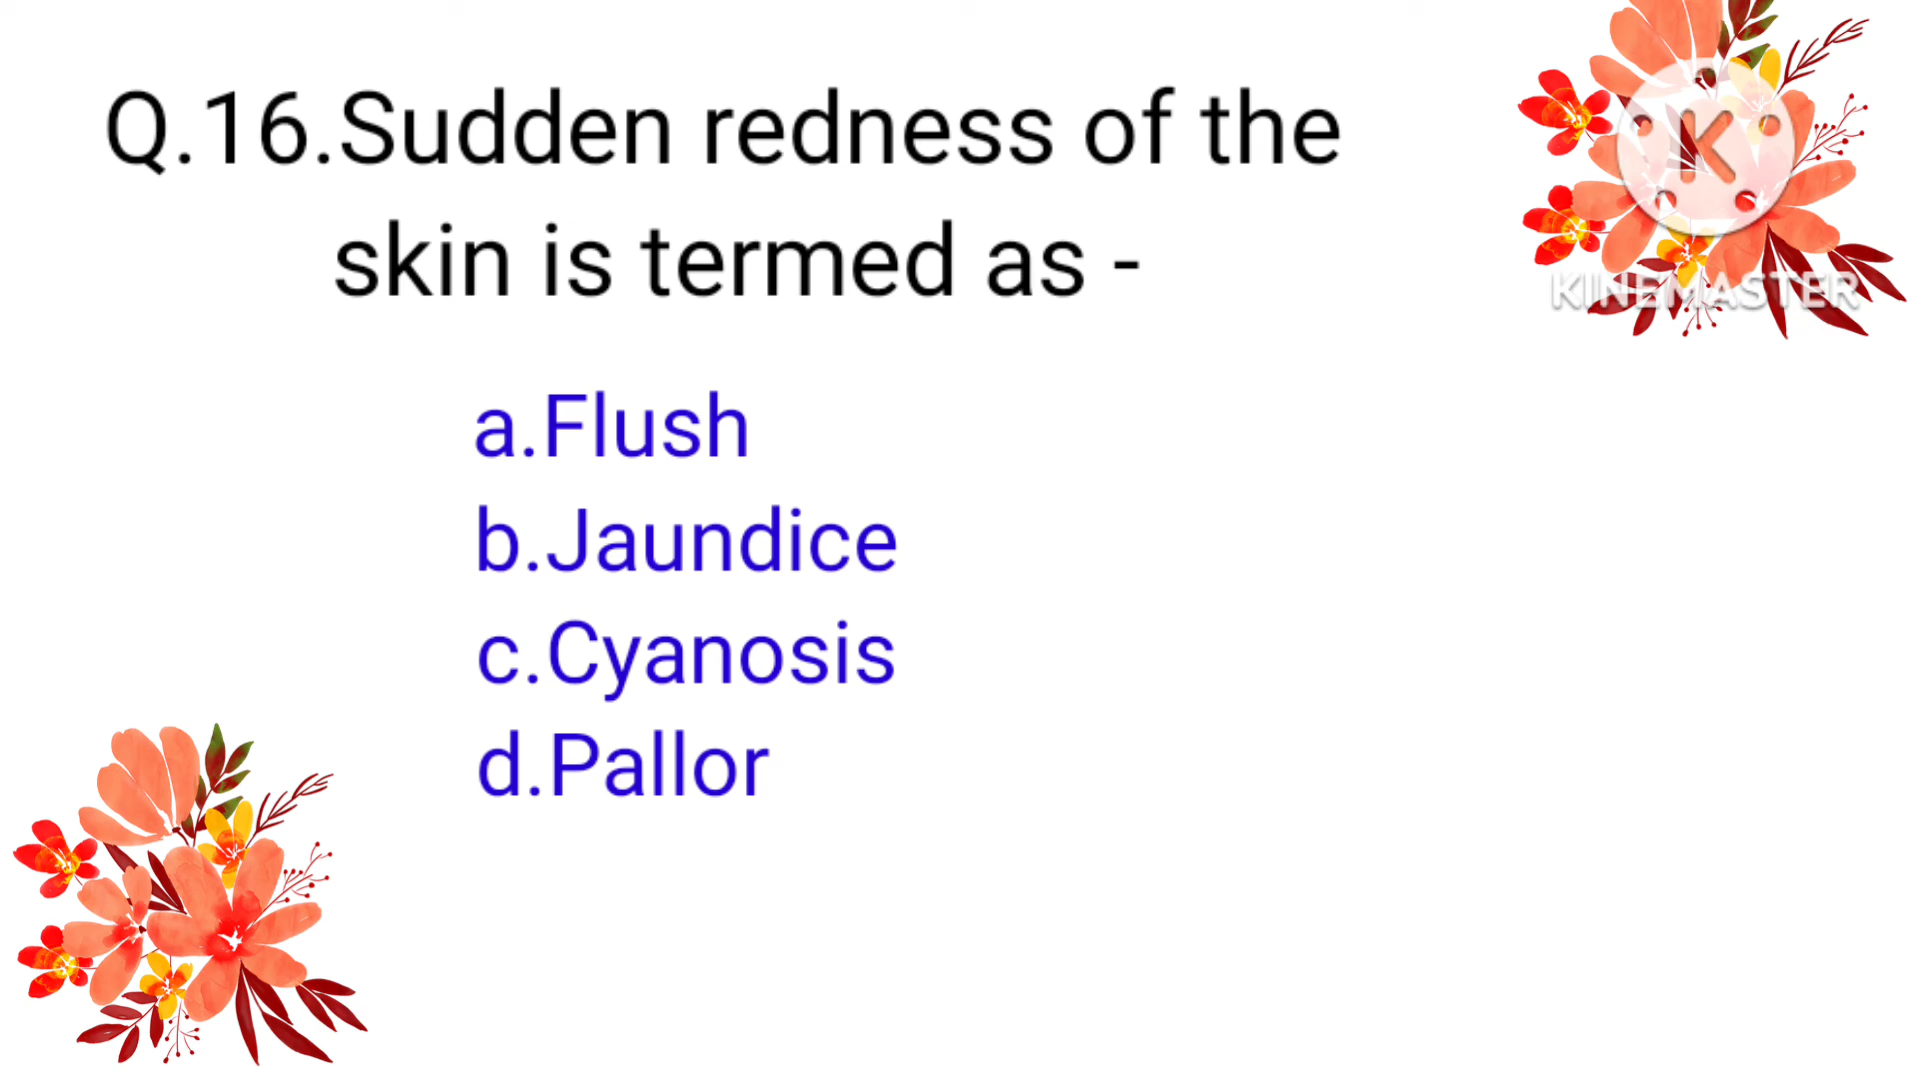 Q.16.Sudden redness of the
skin is termed as -
K
KINEMASTER
a.Flush
b.Jaundice
c.Cyanosis
d.Pallor